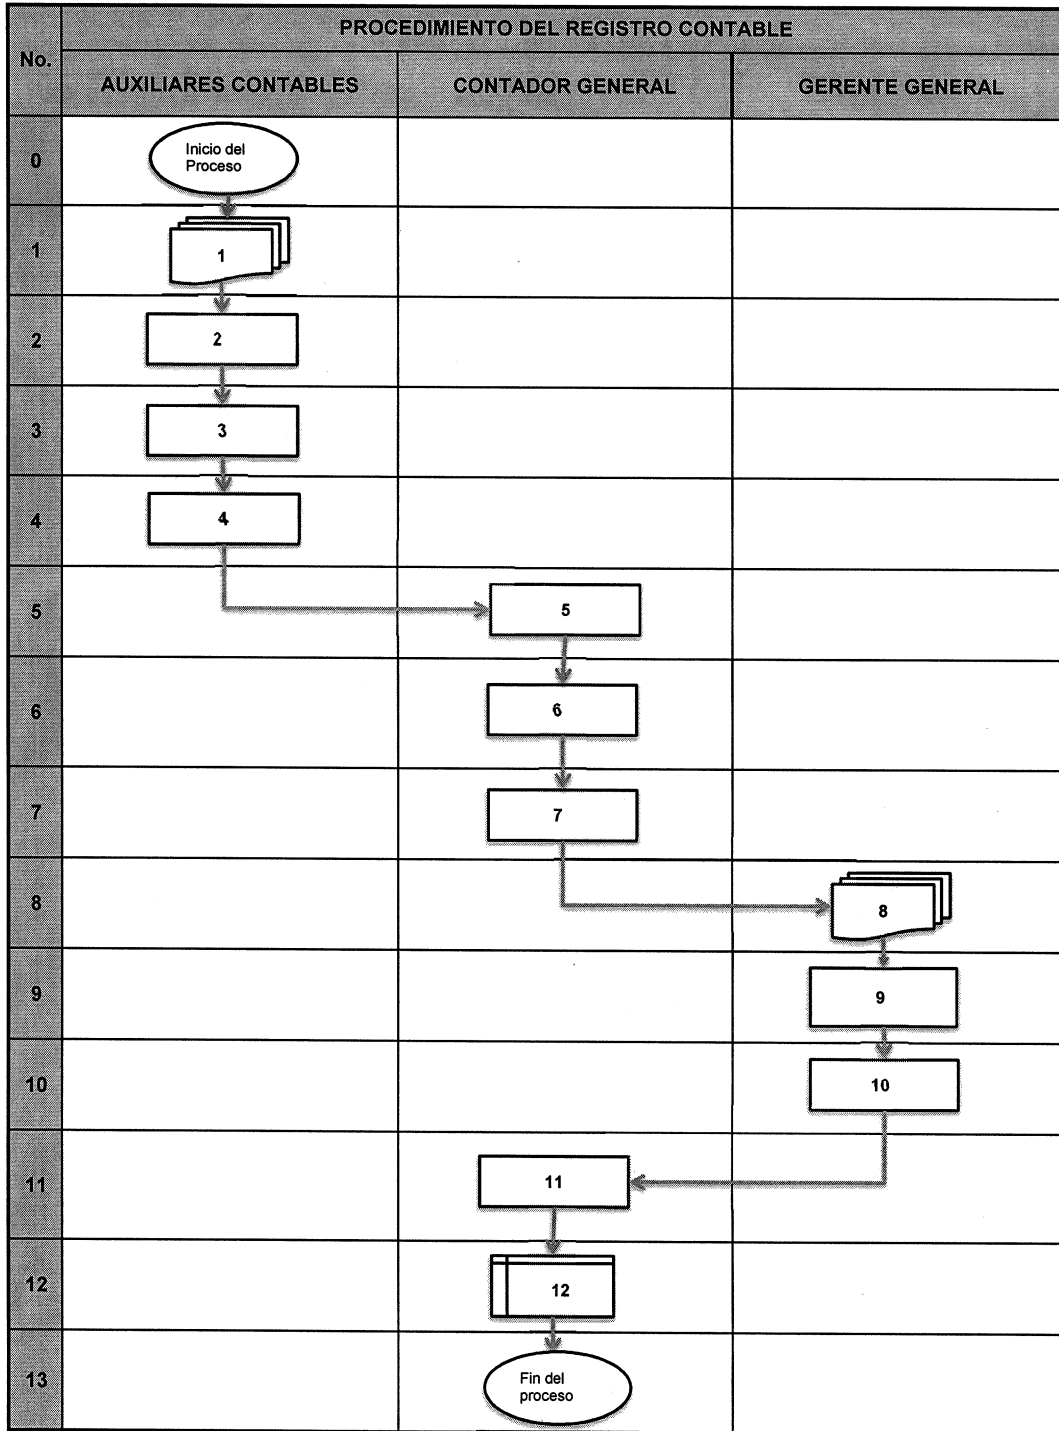 PROCEDIMIENTO DEL REGISTRO CONTABLE
No.
AUXILIARES CONTABLES
CONTADOR GENERAL
GERENTE GENERAL
0
Inicio del
Proceso
1
1
2
2
3
3
4
4
5
5
6
6
7
7
8
8
9
9
10
10
11
11
12
12
13
Fin del
proceso